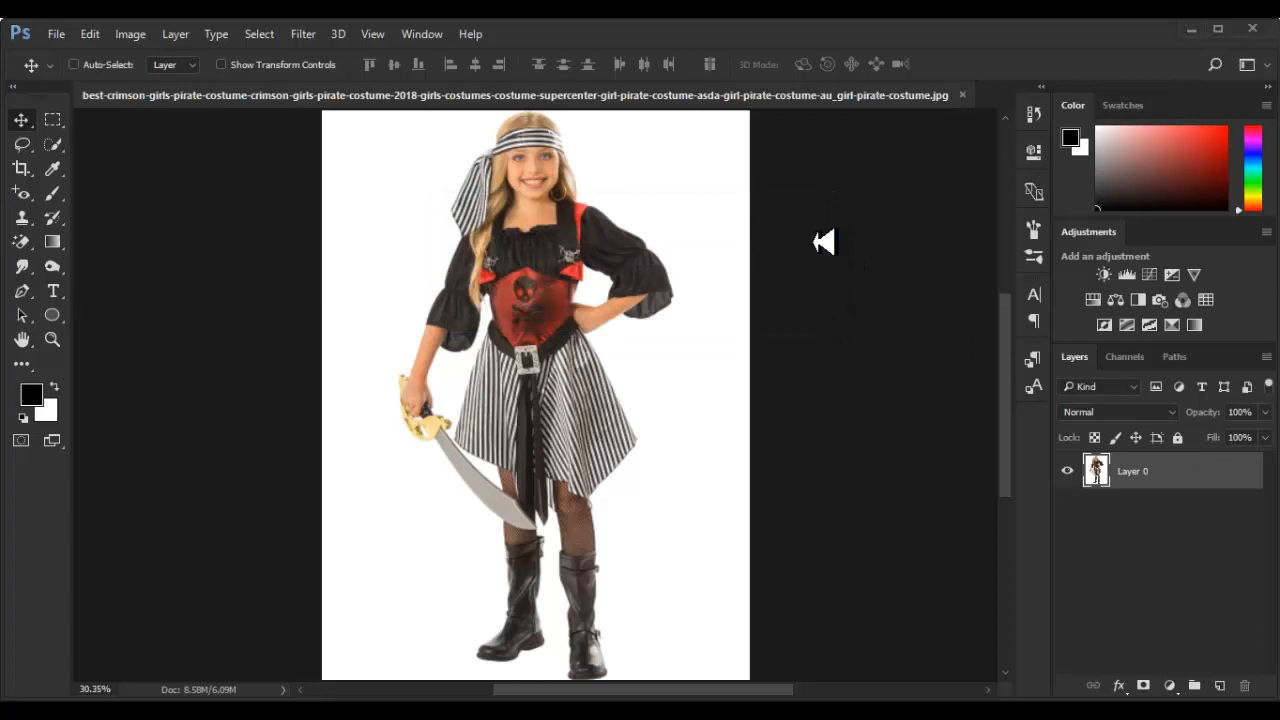 Ps File Edit Image Layer Type Select Filter 3D View Window Help
Auto-Select: Layer Show Transform Controls 3D Mode:
best-crimson-girls-pirate-costume-crimson-girls-pirate-costume-2018-girls-costumes-costume-supercenter-girl-pirate-costume-asda-girl-pirate-costume-au_girl-pirate-costume.jpg
Color Swatches
Adjustments
Add an adjustment
Layers Channels Paths
Kind
Normal Opacity: 100%
Lock: Fill: 100%
Layer 0
fx
30.35% Doc: 8.58M/6.09M